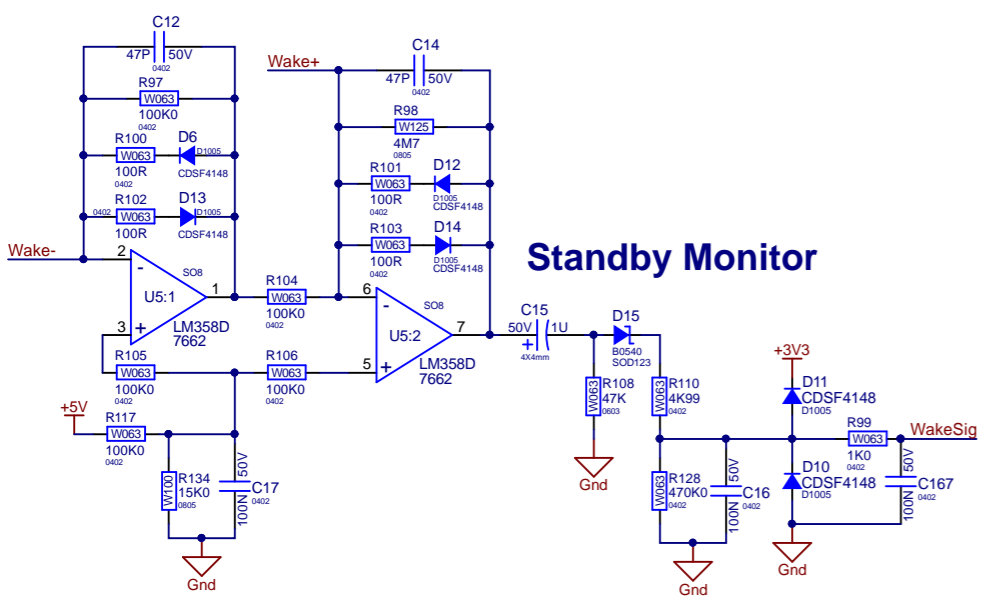 C12
47P 50V
0402
R97
W063
100K0
0402
R100
W063
100R
0402
D6
D1005
CDSF4148
R102
0402 W063
100R
D13
D1005
CDSF4148
Wake-
2
-
SO8
U5:1
1
3
+
LM358D
7662
R105
W063
100K0
0402
+5V
R117
W063
100K0
0402
R134
W100
15K0
0805
50V
C17
0402
100N
Gnd
Wake+
C14
47P 50V
0402
R98
W125
4M7
0805
R101
W063
100R
0402
D12
D1005
CDSF4148
R103
W063
100R
0402
D14
D1005
CDSF4148
R104
W063
100K0
0402
6
-
SO8
U5:2
7
5
+
LM358D
7662
R106
W063
100K0
0402
Standby Monitor
C15
50V 1U
+
4X4mm
D15
B0540
SOD123
R108
W063
47K
0603
Gnd
R110
W063
4K99
0402
R128
W063
470K0
0402
50V
C16
0402
100N
Gnd
+3V3
D11
CDSF4148
D1005
D10
CDSF4148
D1005
Gnd
R99
W063
1K0
0402
WakeSig
50V
C167
0402
100N